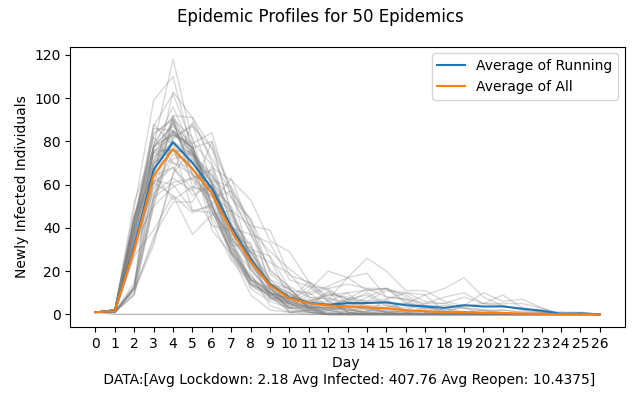 Epidemic Profiles for 50 Epidemics
120
100
80
60
40
20
0
Newly Infected Individuals
Average of Running
Average of All
0 1 2 3 4 5 6 7 8 9 10 11 12 13 14 15 16 17 18 19 20 21 22 23 24 25 26
Day
DATA:[Avg Lockdown: 2.18 Avg Infected: 407.76 Avg Reopen: 10.4375]